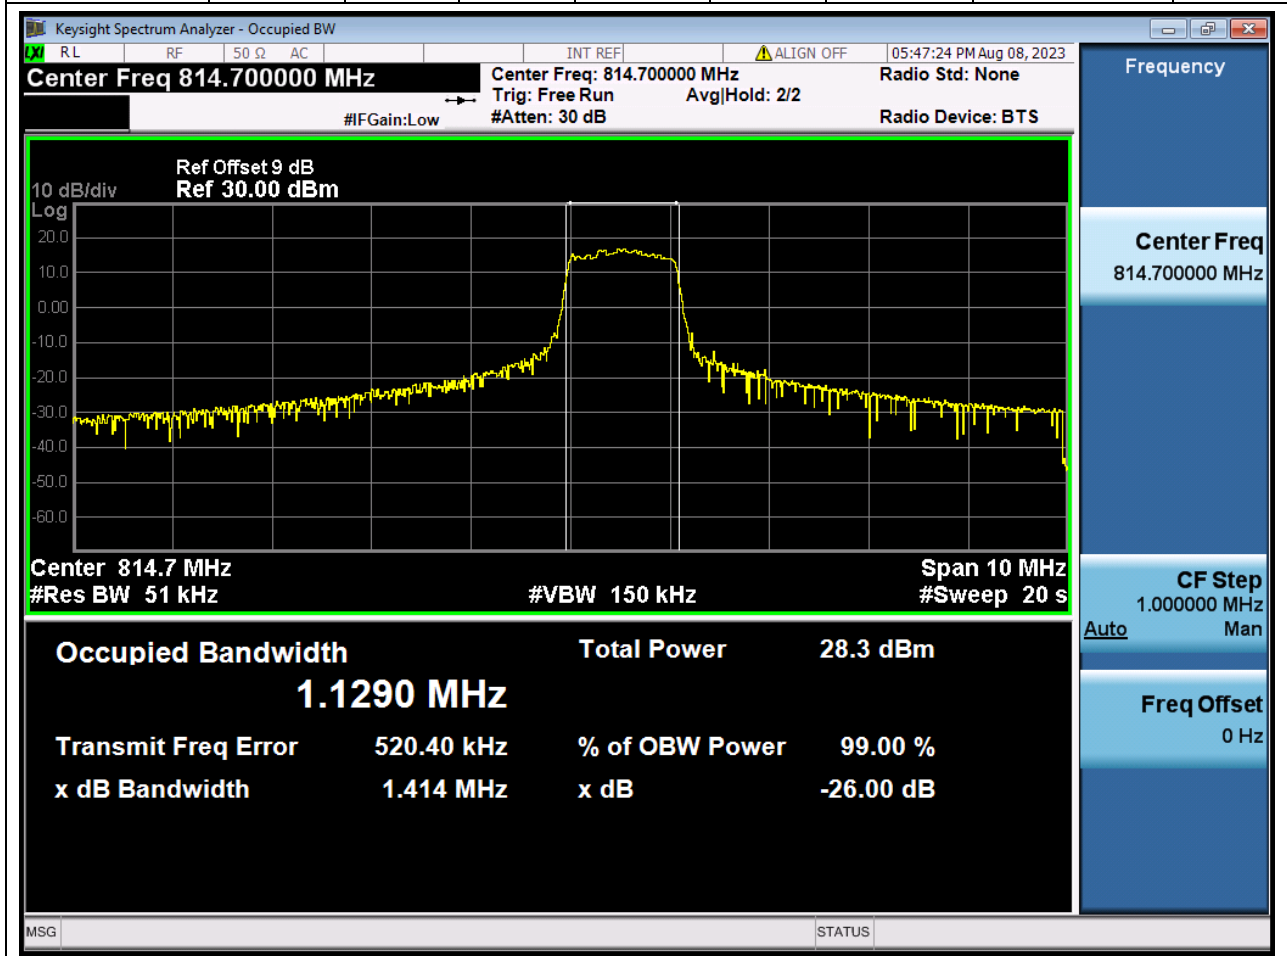 Keysight Spectrum Analyzer - Occupied BW
LXI RL RF 50 Ω AC INT REF ALIGN OFF 05:47:24 PM Aug 08, 2023
Center Freq 814.700000 MHz
Center Freq: 814.700000 MHz
Radio Std: None
Trig: Free Run Avg|Hold: 2/2
#IFGain:Low
#Atten: 30 dB
Radio Device: BTS
Ref Offset 9 dB
10 dB/div Ref 30.00 dBm
Log
20.0
10.0
0.00
-10.0
-20.0
-30.0
-40.0
-50.0
-60.0
Center 814.7 MHz Span 10 MHz
#Res BW 51 kHz #VBW 150 kHz #Sweep 20 s
Occupied Bandwidth Total Power 28.3 dBm
1.1290 MHz
Transmit Freq Error 520.40 kHz % of OBW Power 99.00 %
x dB Bandwidth 1.414 MHz x dB -26.00 dB
MSG STATUS
Frequency
Center Freq
814.700000 MHz
CF Step
1.000000 MHz
Auto Man
Freq Offset
0 Hz